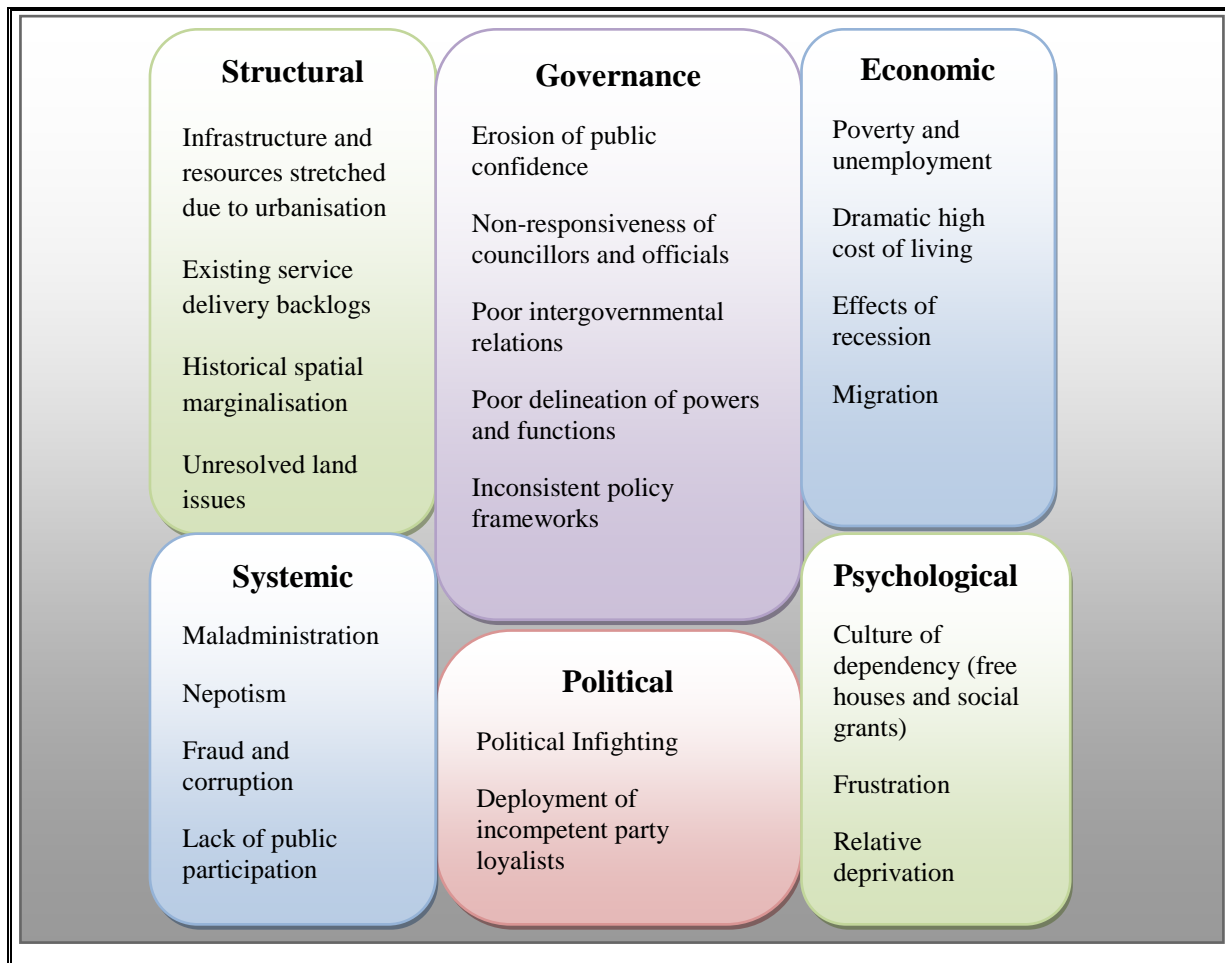 Structural
Infrastructure and
resources stretched
due to urbanisation
Existing service
delivery backlogs
Historical spatial
marginalisation
Unresolved land
issues
Governance
Erosion of public
confidence
Non-responsiveness of
councillors and officials
Poor intergovernmental
relations
Poor delineation of powers
and functions
Inconsistent policy
frameworks
Economic
Poverty and
unemployment
Dramatic high
cost of living
Effects of
recession
Migration
Systemic
Maladministration
Nepotism
Fraud and
corruption
Lack of public
participation
Political
Political Infighting
Deployment of
incompetent party
loyalists
Psychological
Culture of
dependency (free
houses and social
grants)
Frustration
Relative
deprivation